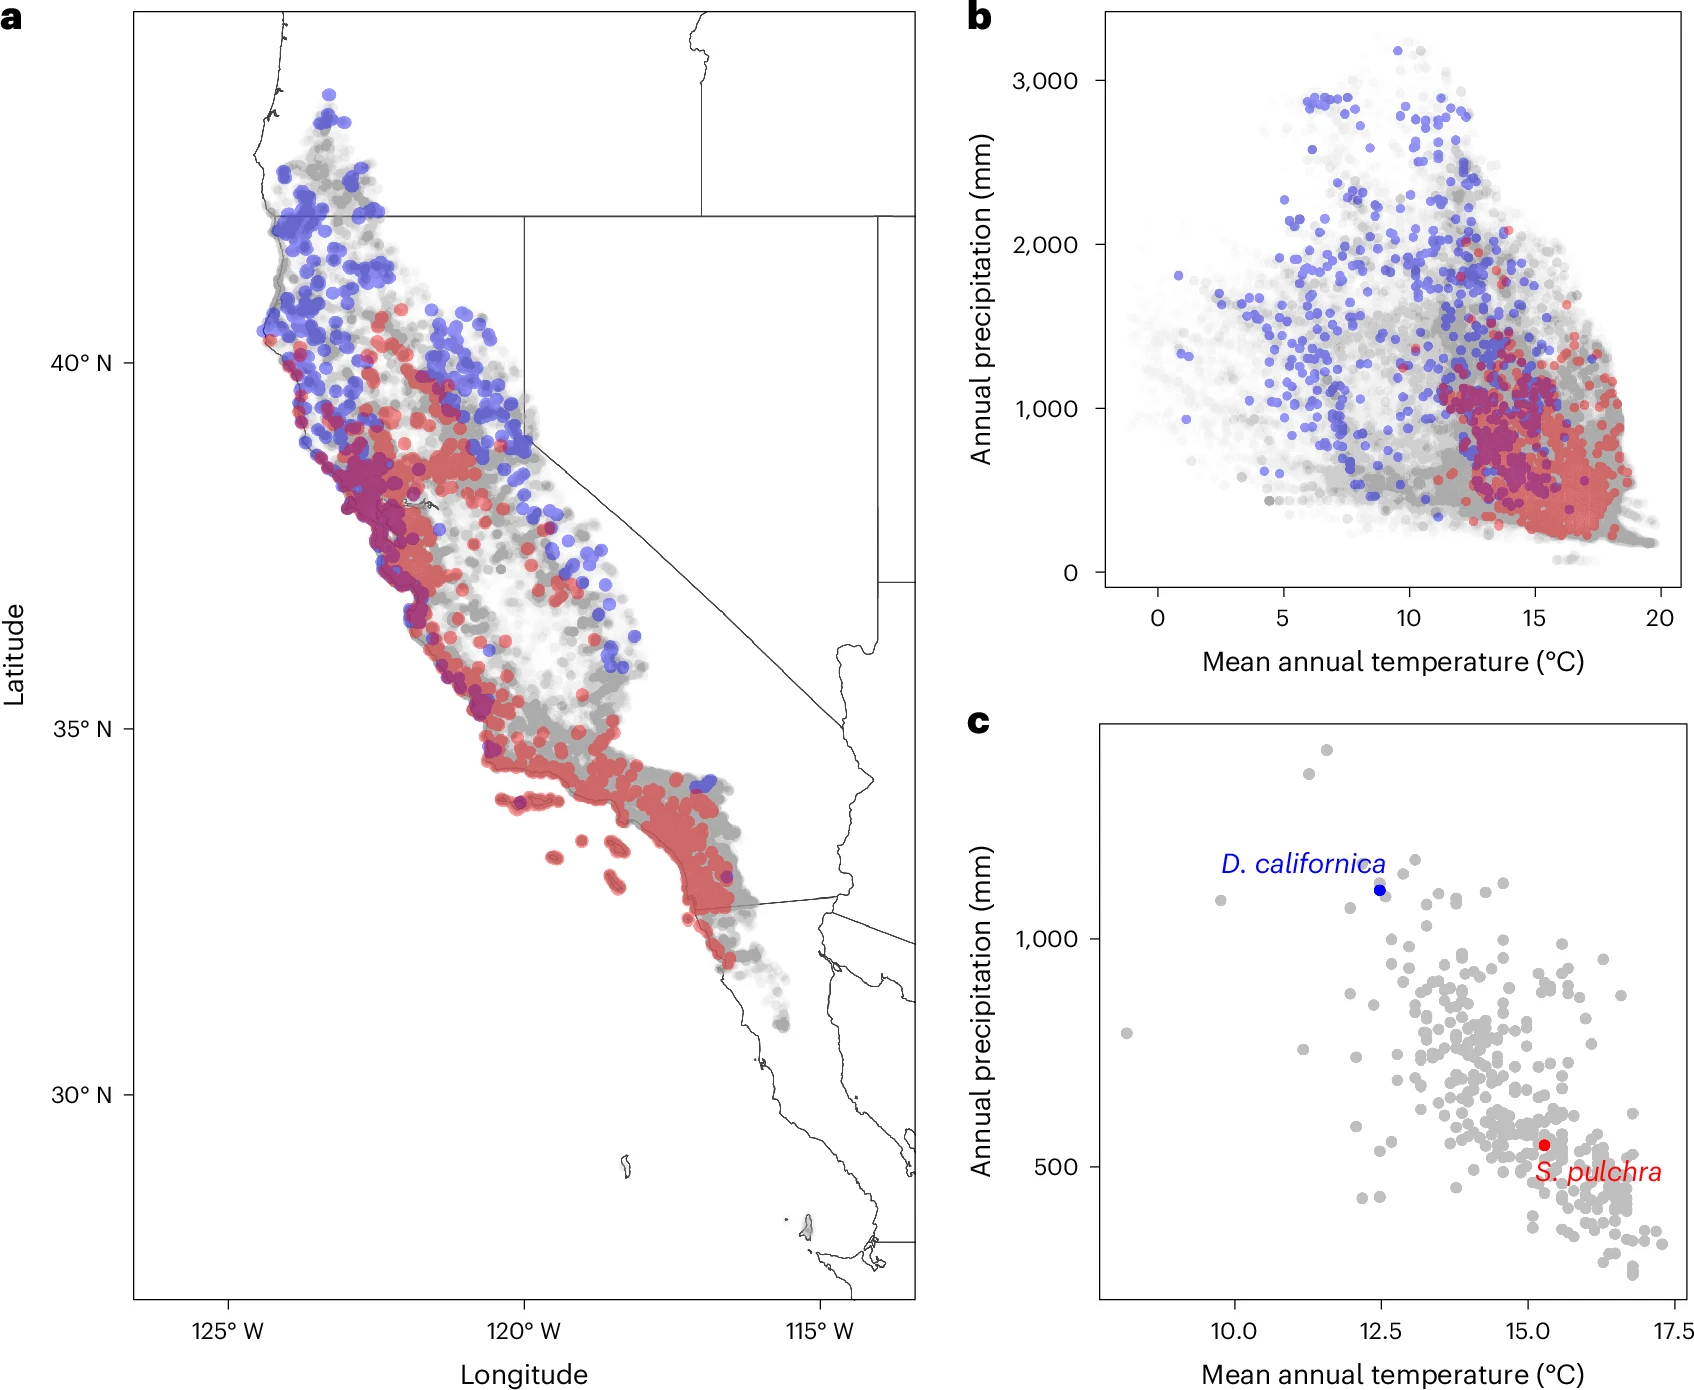 a
Latitude
40° N
35° N
30° N
125° W
120° W
115° W
Longitude
b
Annual precipitation (mm)
3,000
2,000
1,000
0
0
5
10
15
20
Mean annual temperature (°C)
c
Annual precipitation (mm)
1,000
500
D. californica
S. pulchra
10.0
12.5
15.0
17.5
Mean annual temperature (°C)